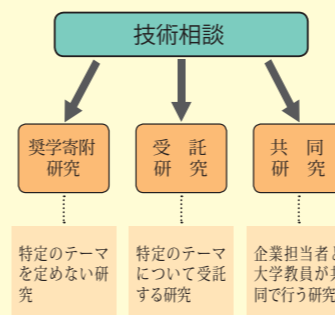 技術相談
奨学寄附
研究
受託
研究
共同
研究
特定のテーマ
を定めない研
究
特定のテーマ
について受託
する研究
企業担当者と
大学教員が共
同で行う研究